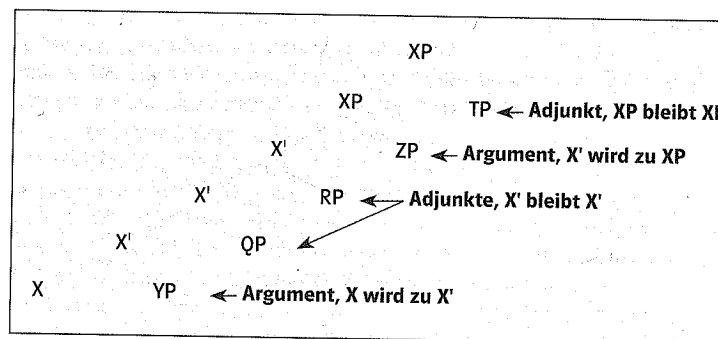 XP
XP TP ← Adjunkt, XP bleibt XP
X' ZP ← Argument, X' wird zu XP
X' RP ← Adjunkte, X' bleibt X'
X' QP
X YP ← Argument, X wird zu X'